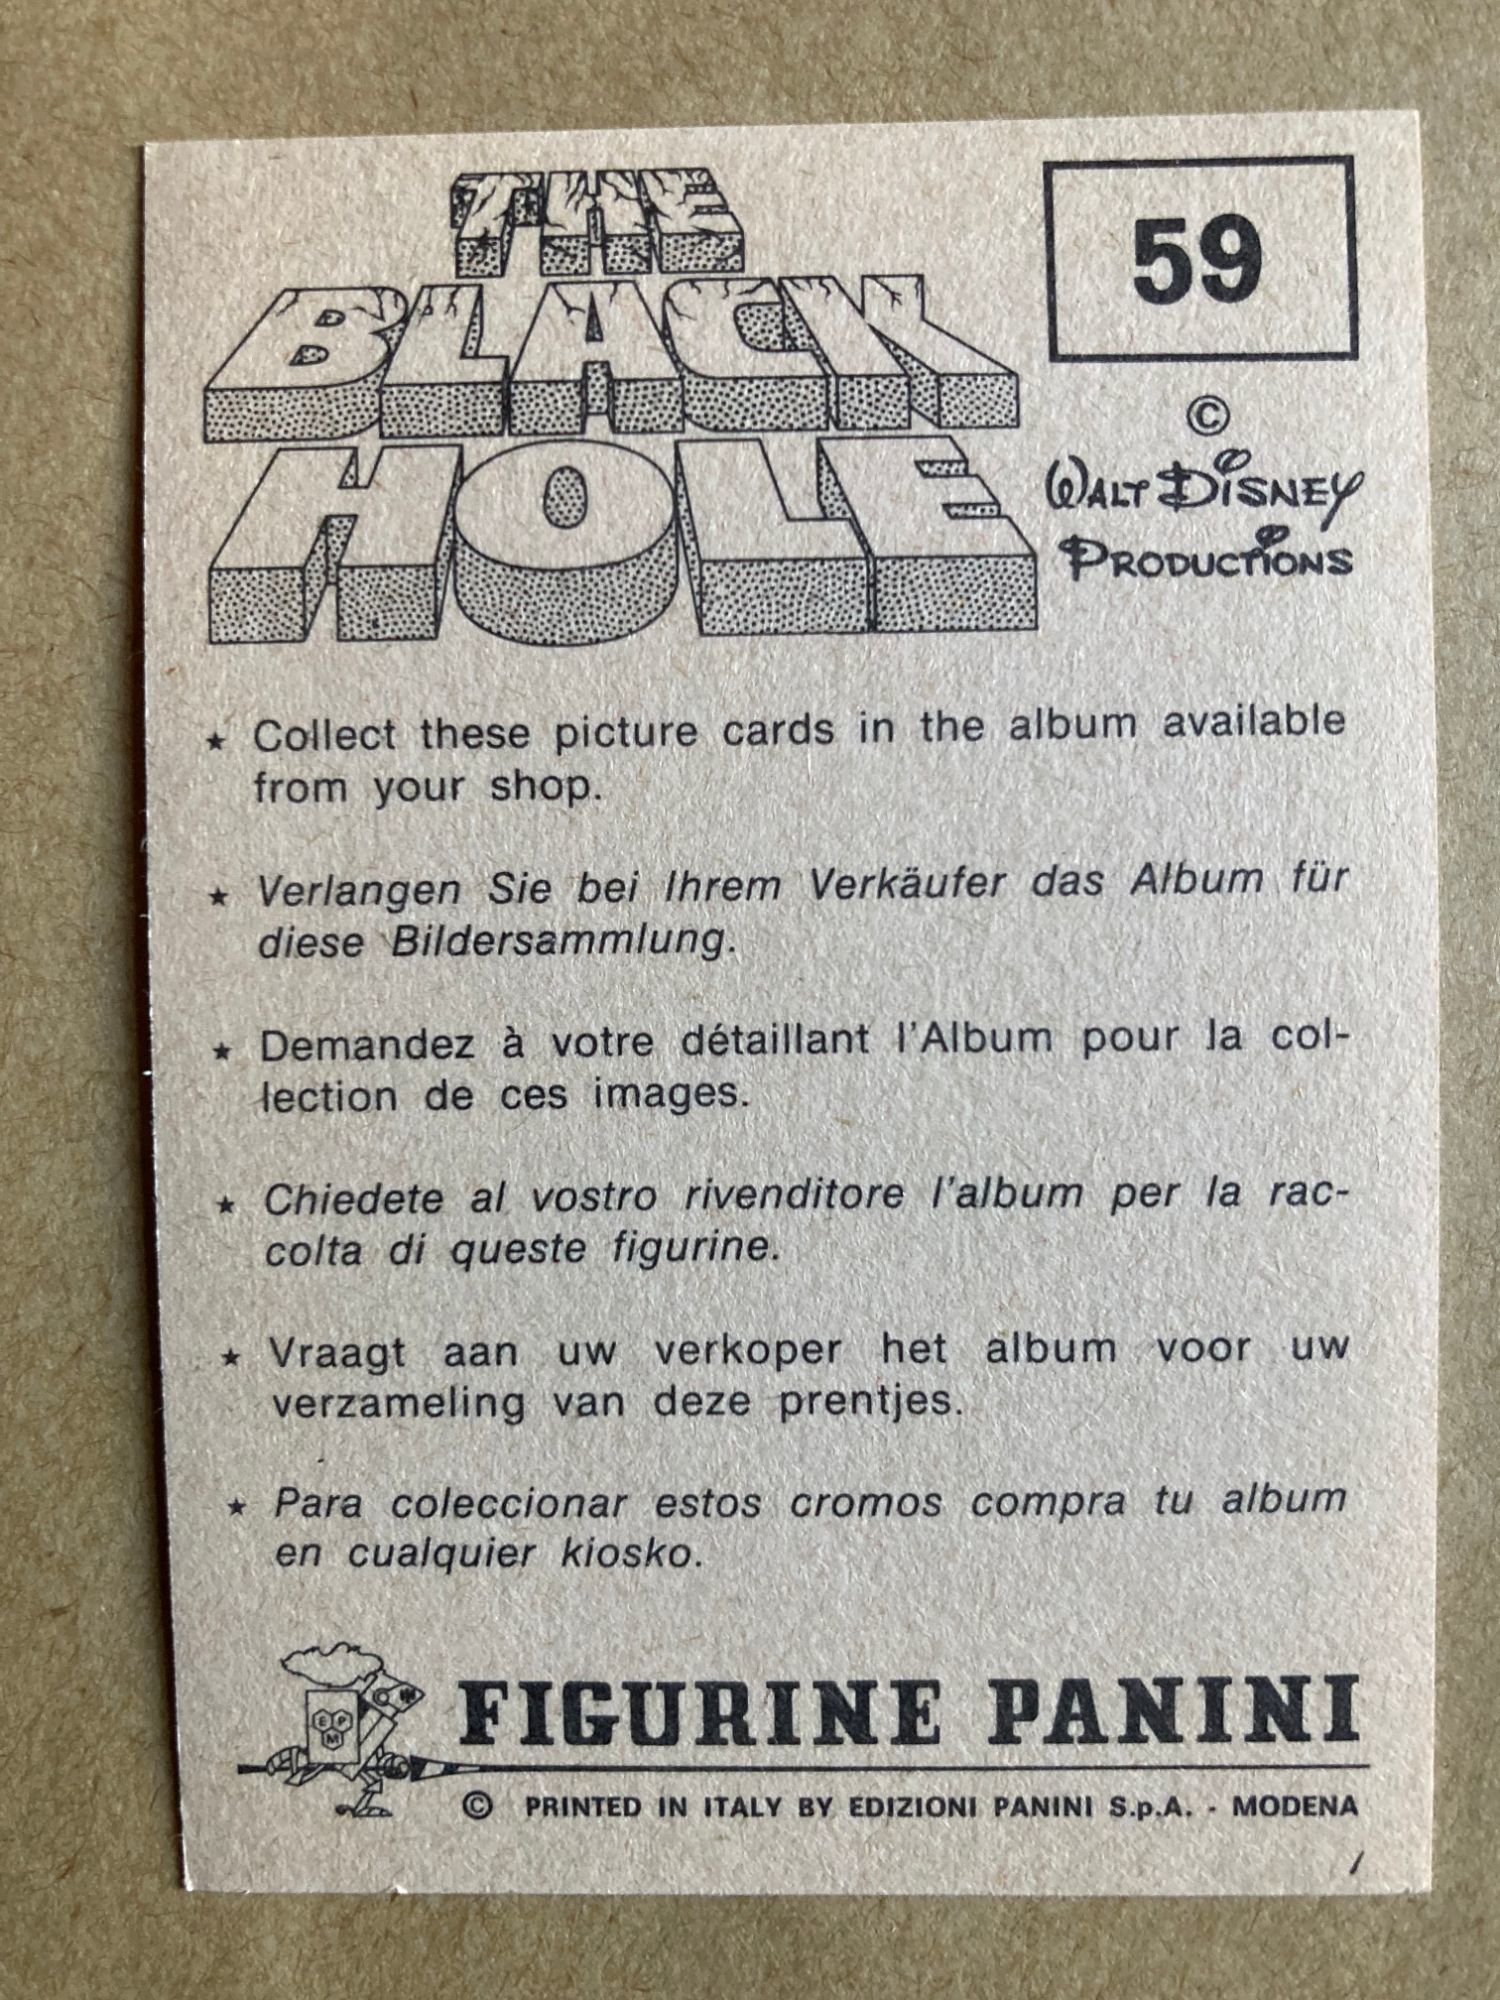 THE
BLACK
HOLE
59
©
WALT DISNEY
PRODUCTIONS
★ Collect these picture cards in the album available
from your shop.
★ Verlangen Sie bei Ihrem Verkäufer das Album für
diese Bildersammlung.
★ Demandez à votre détaillant l'Album pour la col-
lection de ces images.
★ Chiedete al vostro rivenditore l'album per la rac-
colta di queste figurine.
★ Vraagt aan uw verkoper het album voor uw
verzameling van deze prentjes.
★ Para coleccionar estos cromos compra tu album
en cualquier kiosko.
EPM
FIGURINE PANINI
© PRINTED IN ITALY BY EDIZIONI PANINI S.p.A. - MODENA